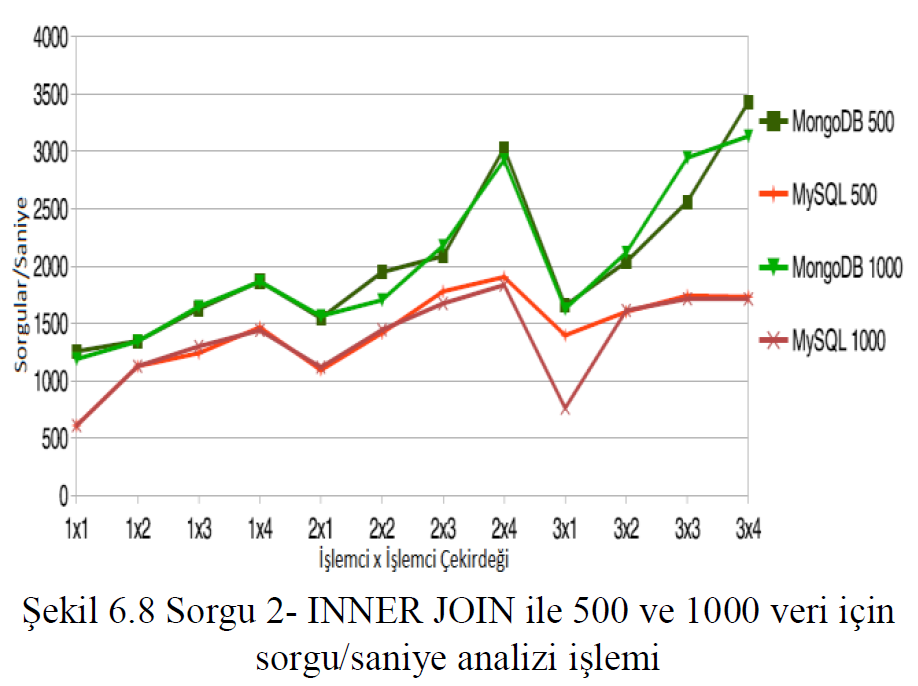 4000
3500
3000
2500
2000
1500
1000
500
0
Sorgular/Saniye
1x1 1x2 1x3 1x4 2x1 2x2 2x3 2x4 3x1 3x2 3x3 3x4
İşlemci x İşlemci Çekirdeği
MongoDB 500
MySQL 500
MongoDB 1000
MySQL 1000
Şekil 6.8 Sorgu 2- INNER JOIN ile 500 ve 1000 veri için
sorgu/saniye analizi işlemi